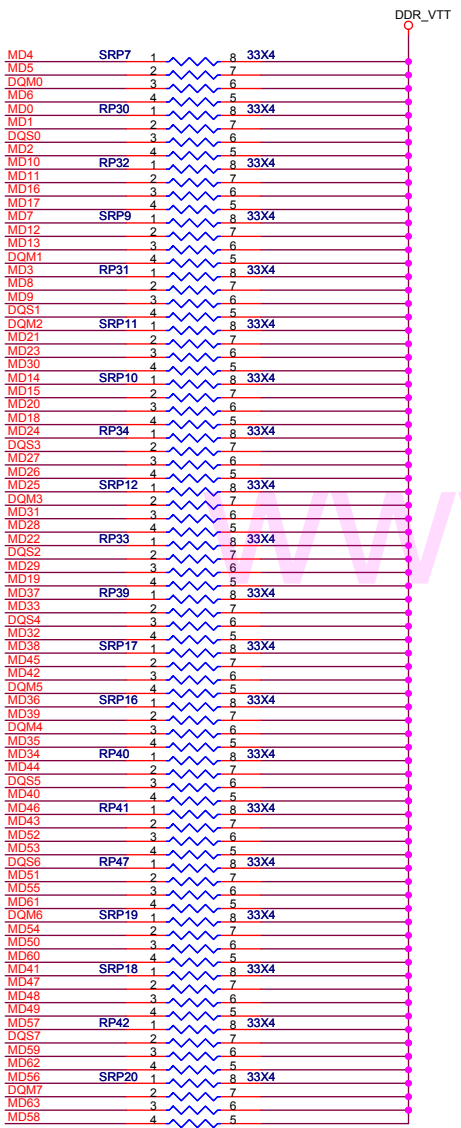 DDR_VTT
MD4 SRP7 1 8 33X4
MD5 2 7
DQM0 3 6
MD6 4 5
MD0 RP30 1 8 33X4
MD1 2 7
DQS0 3 6
MD2 4 5
MD10 RP32 1 8 33X4
MD11 2 7
MD16 3 6
MD17 4 5
MD7 SRP9 1 8 33X4
MD12 2 7
MD13 3 6
DQM1 4 5
MD3 RP31 1 8 33X4
MD8 2 7
MD9 3 6
DQS1 4 5
DQM2 SRP11 1 8 33X4
MD21 2 7
MD23 3 6
MD30 4 5
MD14 SRP10 1 8 33X4
MD15 2 7
MD20 3 6
MD18 4 5
MD24 RP34 1 8 33X4
DQS3 2 7
MD27 3 6
MD26 4 5
MD25 SRP12 1 8 33X4
DQM3 2 7
MD31 3 6
MD28 4 5
MD22 RP33 1 8 33X4
DQS2 2 7
MD29 3 6
MD19 4 5
MD37 RP39 1 8 33X4
MD33 2 7
DQS4 3 6
MD32 4 5
MD38 SRP17 1 8 33X4
MD45 2 7
MD42 3 6
DQM5 4 5
MD36 SRP16 1 8 33X4
MD39 2 7
DQM4 3 6
MD35 4 5
MD34 RP40 1 8 33X4
MD44 2 7
DQS5 3 6
MD40 4 5
MD46 RP41 1 8 33X4
MD43 2 7
MD52 3 6
MD53 4 5
DQS6 RP47 1 8 33X4
MD51 2 7
MD55 3 6
MD61 4 5
DQM6 SRP19 1 8 33X4
MD54 2 7
MD50 3 6
MD60 4 5
MD41 SRP18 1 8 33X4
MD47 2 7
MD48 3 6
MD49 4 5
MD57 RP42 1 8 33X4
DQS7 2 7
MD59 3 6
MD62 4 5
MD56 SRP20 1 8 33X4
DQM7 2 7
MD63 3 6
MD58 4 5